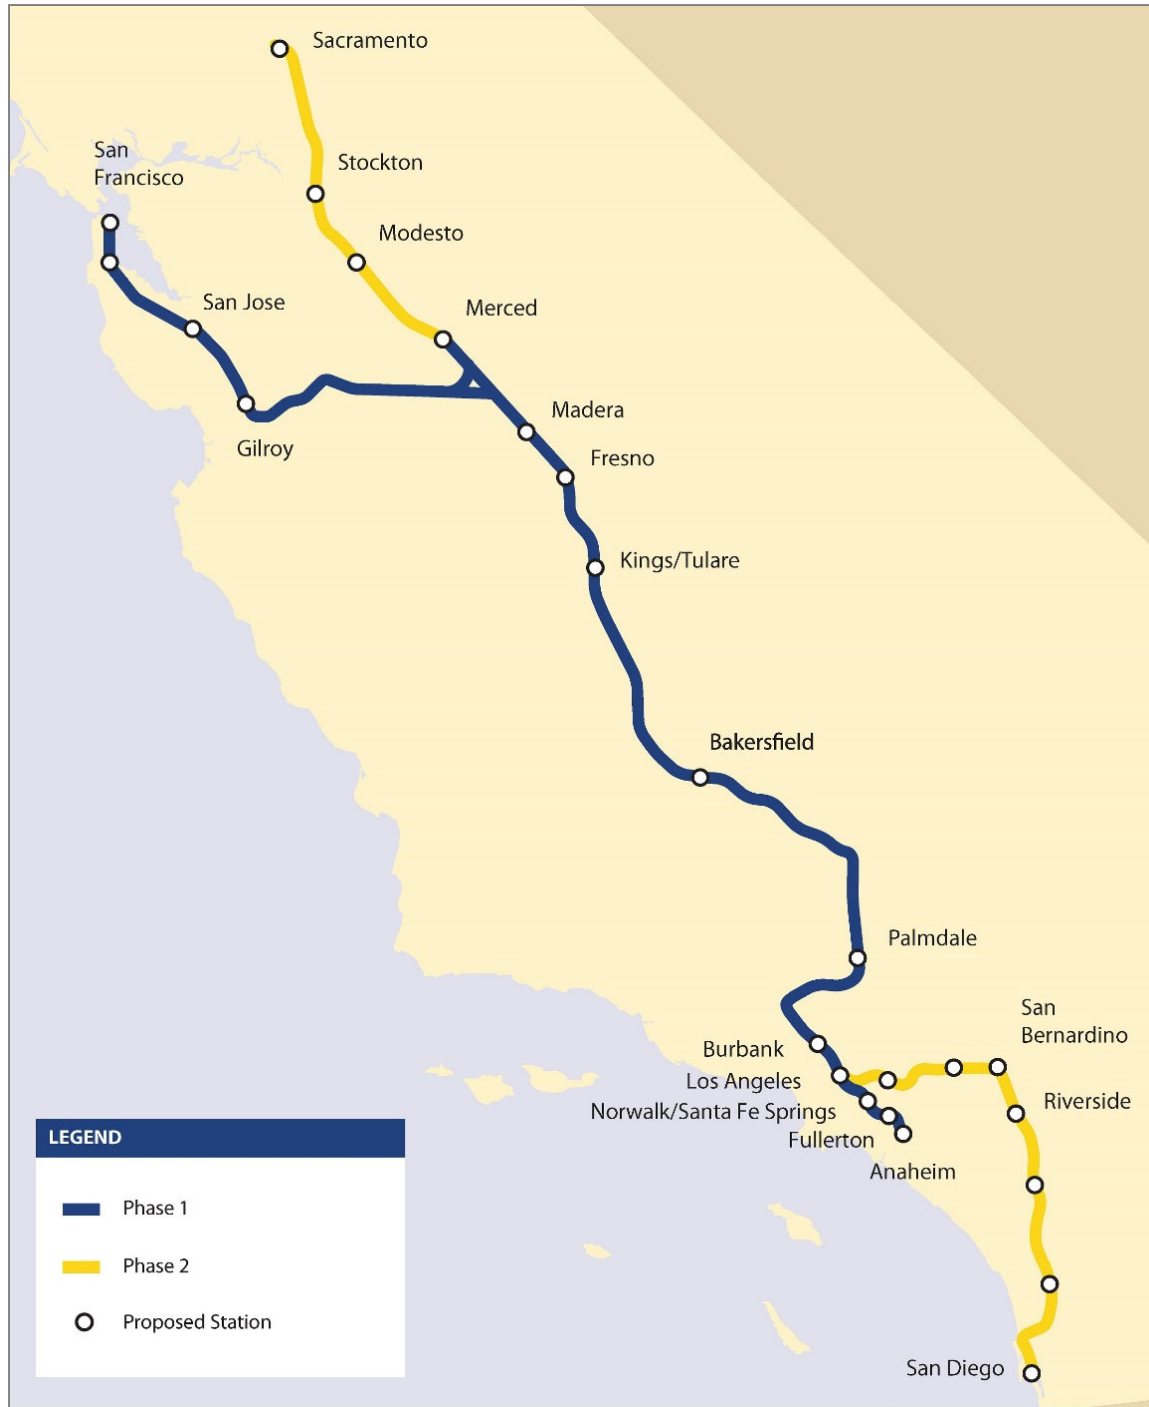 Sacramento
San
Francisco
Stockton
Modesto
San Jose
Merced
Madera
Gilroy
Fresno
Kings/Tulare
Bakersfield
Palmdale
San
Bernardino
Burbank
Los Angeles
Riverside
Norwalk/Santa Fe Springs
Fullerton
Anaheim
San Diego
LEGEND
Phase 1
Phase 2
Proposed Station